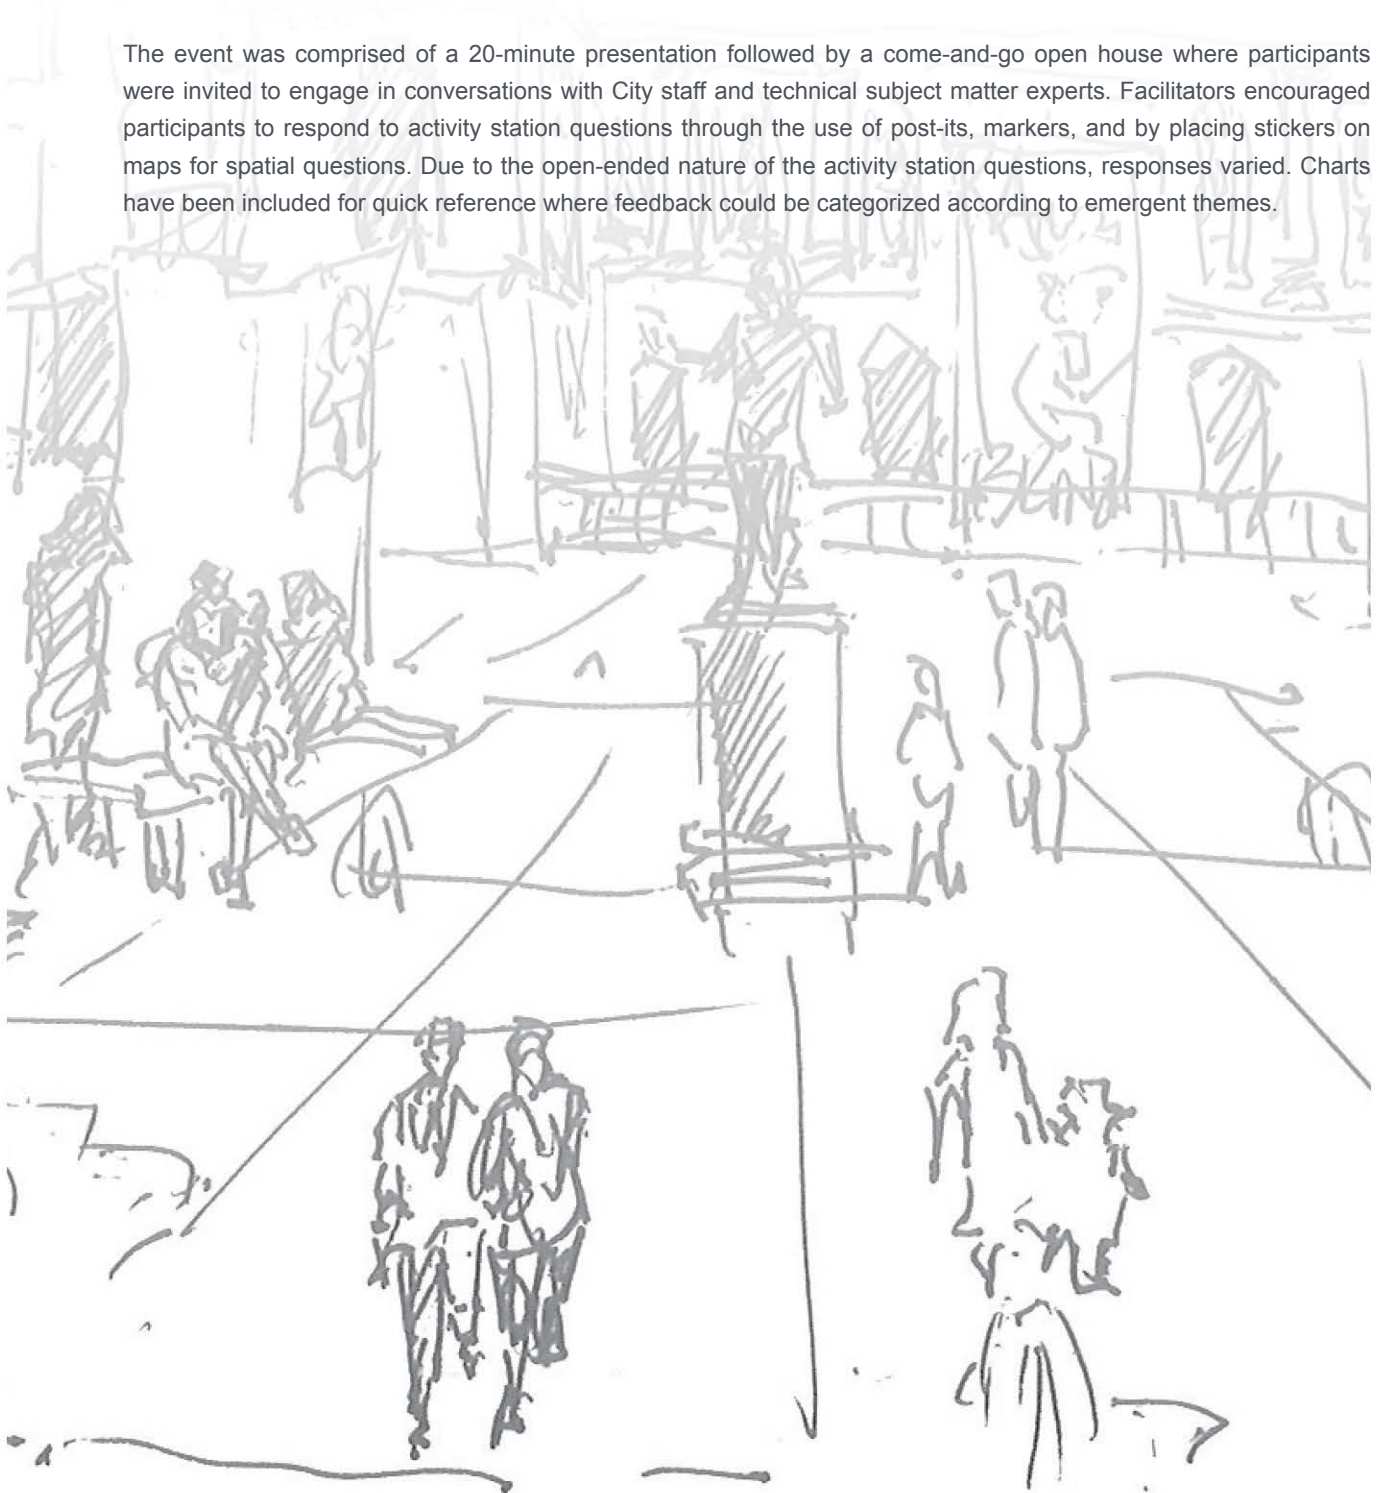 The event was comprised of a 20-minute presentation followed by a come-and-go open house where participants
were invited to engage in conversations with City staff and technical subject matter experts. Facilitators encouraged
participants to respond to activity station questions through the use of post-its, markers, and by placing stickers on
maps for spatial questions. Due to the open-ended nature of the activity station questions, responses varied. Charts
have been included for quick reference where feedback could be categorized according to emergent themes.